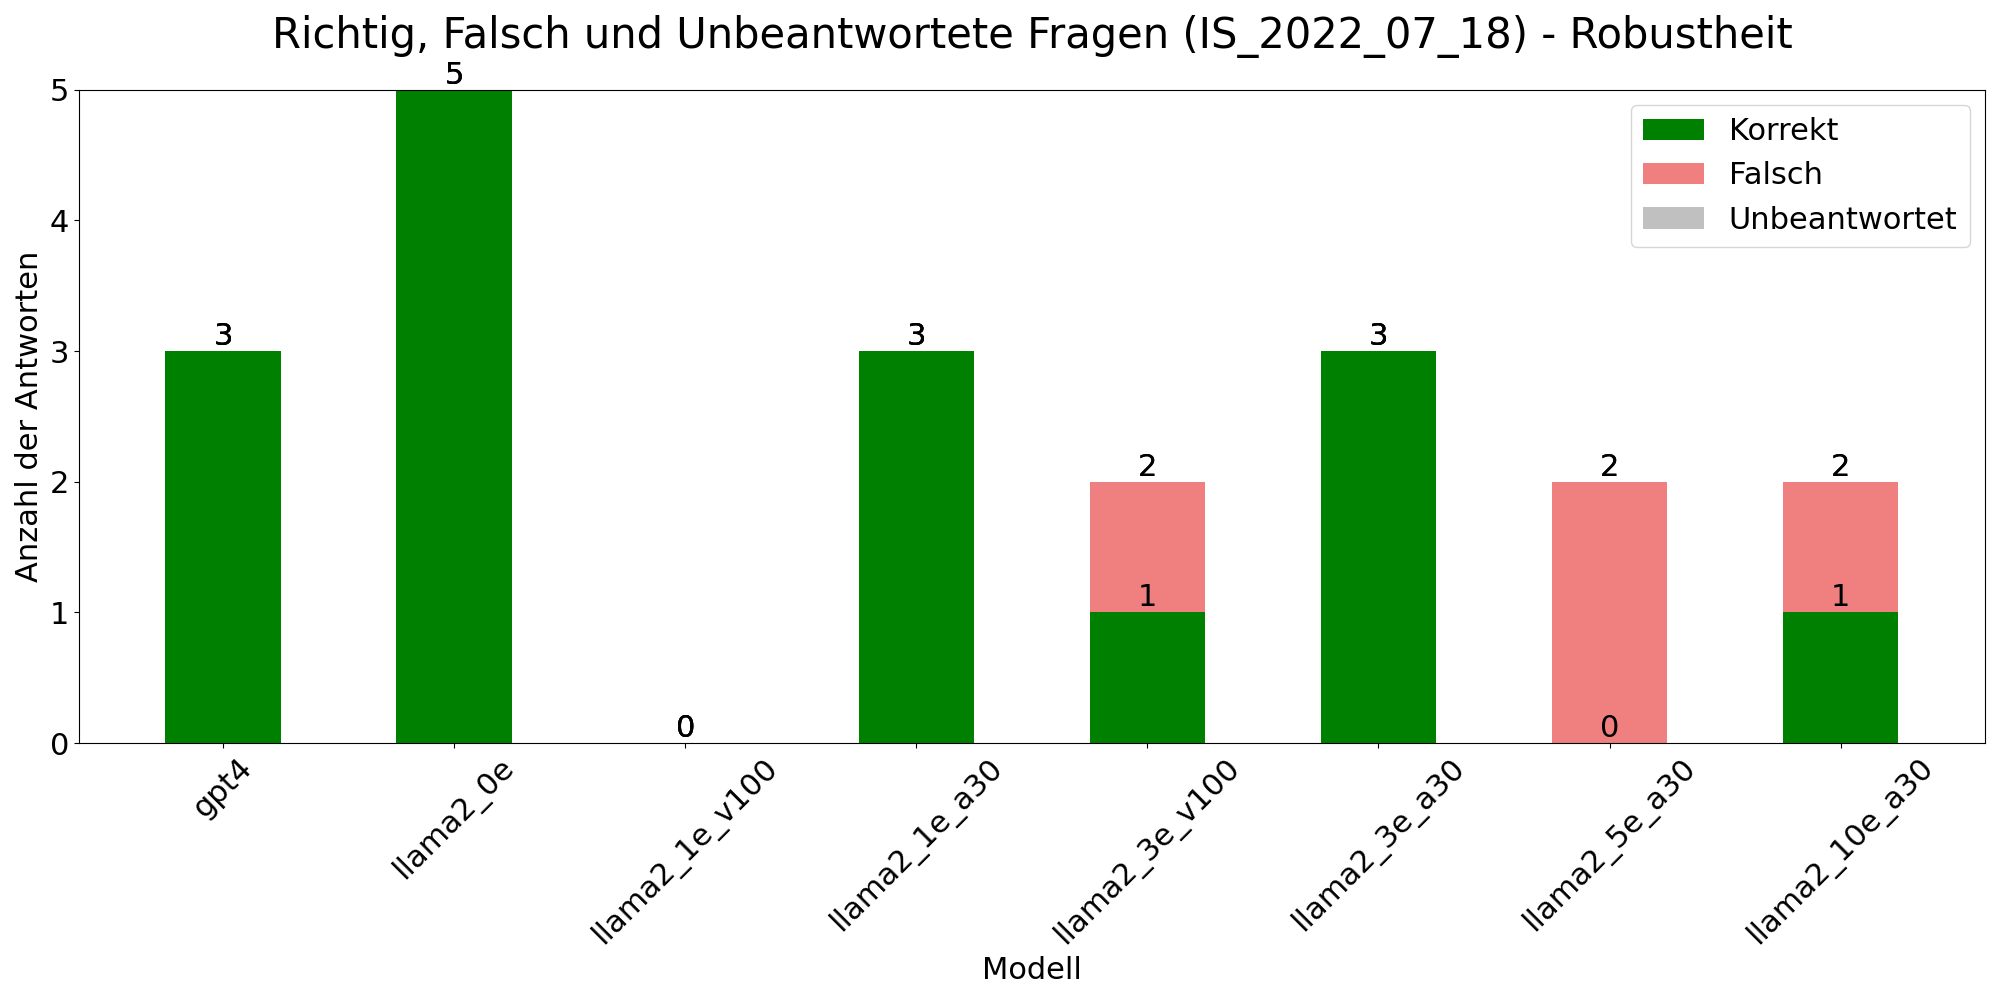 Richtig, Falsch und Unbeantwortete Fragen (IS_2022_07_18) - Robustheit
Anzahl der Antworten
5
4
3
2
1
0
3
5
0
3
2
1
3
2
0
2
1
Korrekt
Falsch
Unbeantwortet
gpt4
llama2_0e
llama2_1e_v100
llama2_1e_a30
llama2_3e_v100
llama2_3e_a30
llama2_5e_a30
llama2_10e_a30
Modell